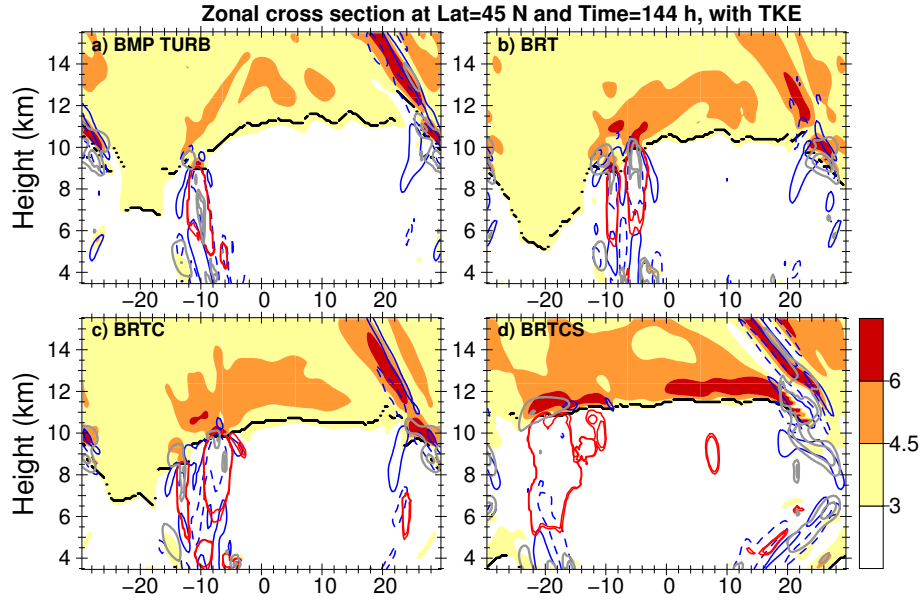 Zonal cross section at Lat=45 N and Time=144 h, with TKE
a) BMP TURB
b) BRT
14
12
10
8
6
4
Height (km)
−20 −10 0 10 20
14
12
10
8
6
4
−20 −10 0 10 20
c) BRTC
d) BRTCS
14
12
10
8
6
4
Height (km)
−20 −10 0 10 20
14
12
10
8
6
4
−20 −10 0 10 20
6
4.5
3